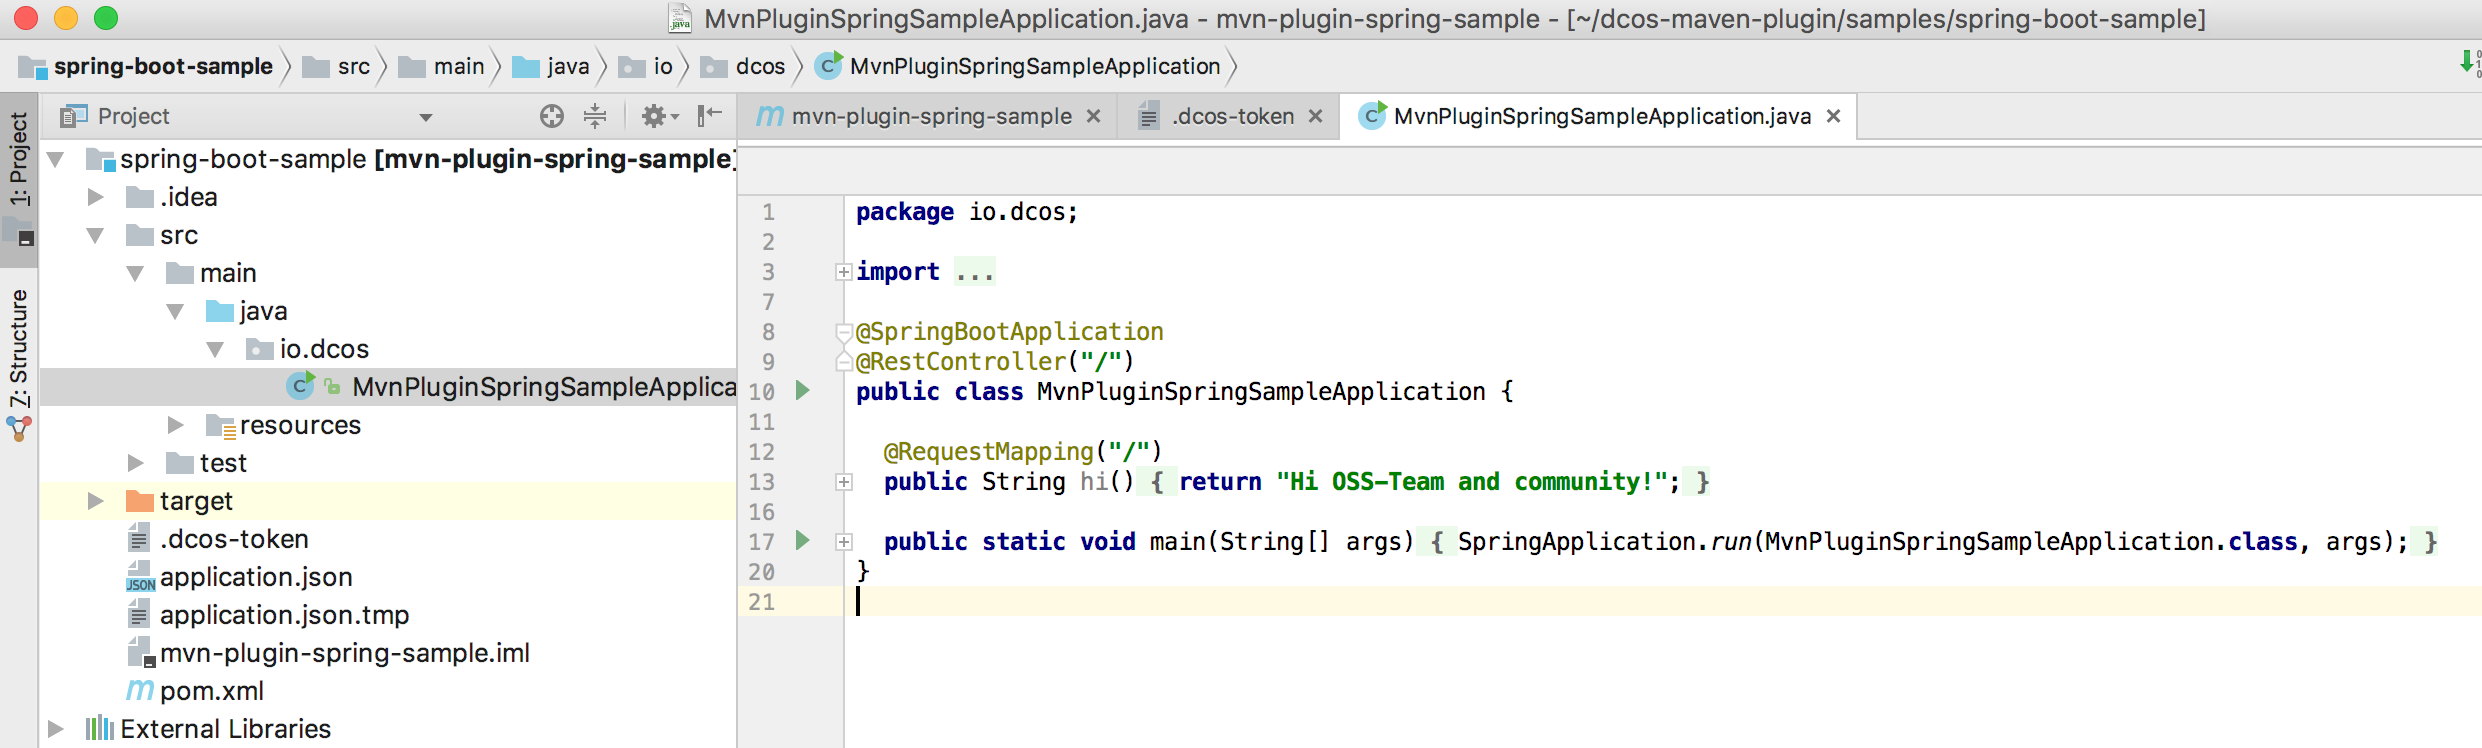 MvnPluginSpringSampleApplication.java - mvn-plugin-spring-sample - [~/dcos-maven-plugin/samples/spring-boot-sample]
spring-boot-sample src main java io dcos MvnPluginSpringSampleApplication
1: Project
7: Structure
Project
spring-boot-sample [mvn-plugin-spring-sample]
.idea
src
main
java
io.dcos
MvnPluginSpringSampleApplica
resources
test
target
.dcos-token
application.json
application.json.tmp
mvn-plugin-spring-sample.iml
pom.xml
External Libraries
mvn-plugin-spring-sample .dcos-token MvnPluginSpringSampleApplication.java
1 package io.dcos;
2
3 import ...
7
8 @SpringBootApplication
9 @RestController("/")
10 public class MvnPluginSpringSampleApplication {
11
12 @RequestMapping("/")
13 public String hi() { return "Hi OSS-Team and community!"; }
16
17 public static void main(String[] args) { SpringApplication.run(MvnPluginSpringSampleApplication.class, args); }
20 }
21